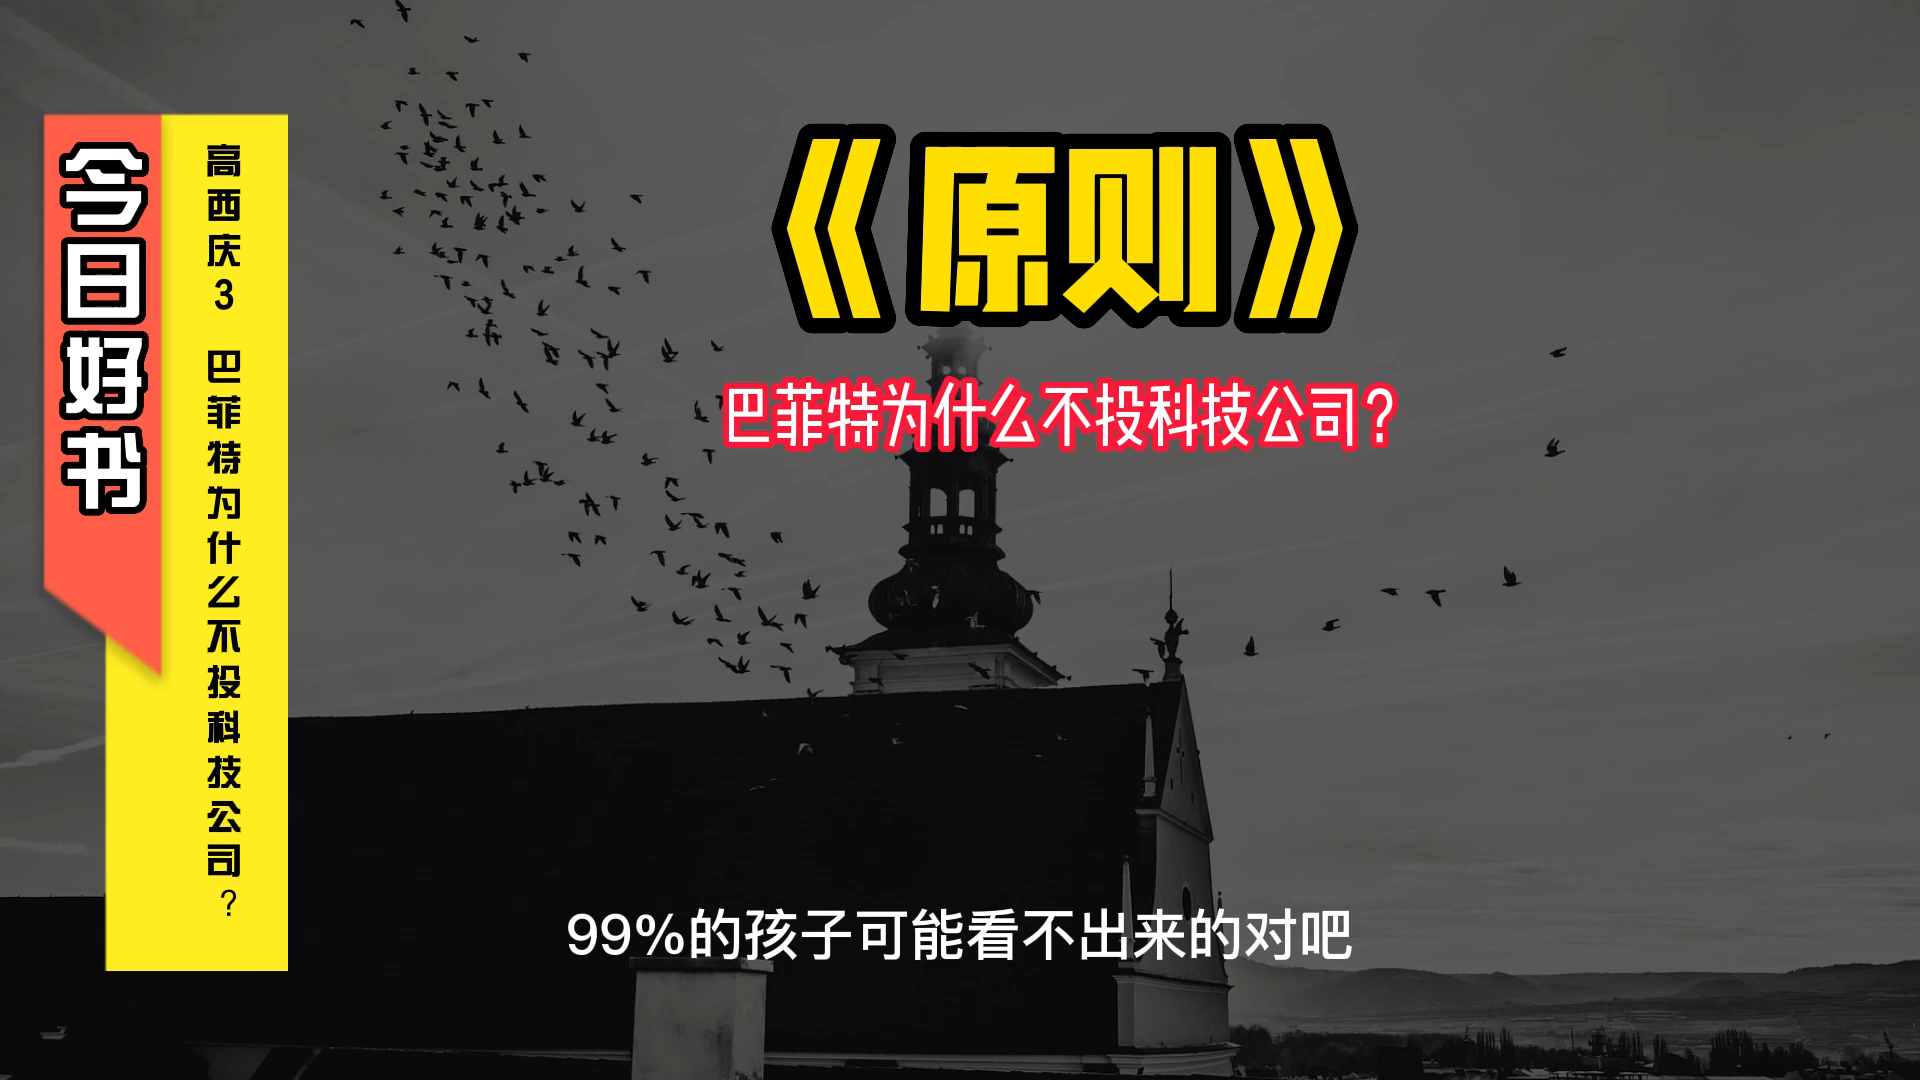 今日好书
高西庆3 巴菲特为什么不投科技公司？
《原则》
巴菲特为什么不投科技公司？
99%的孩子可能看不出来的对吧